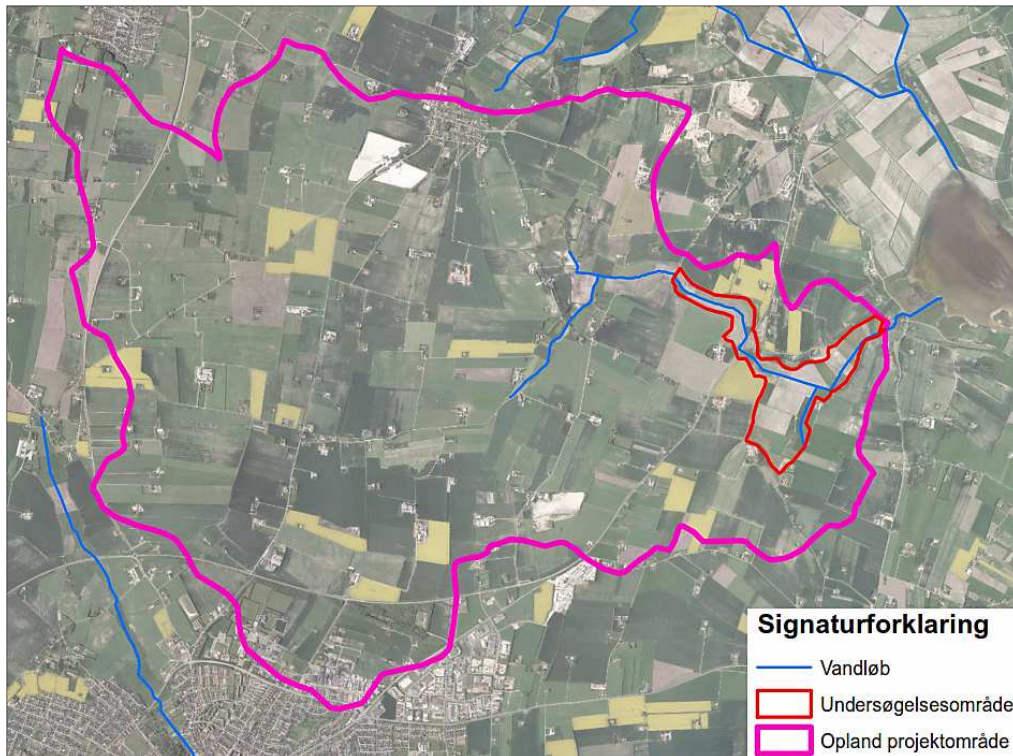 Signaturforklaring
Vandløb
Undersøgelsesområde
Opland projektområde